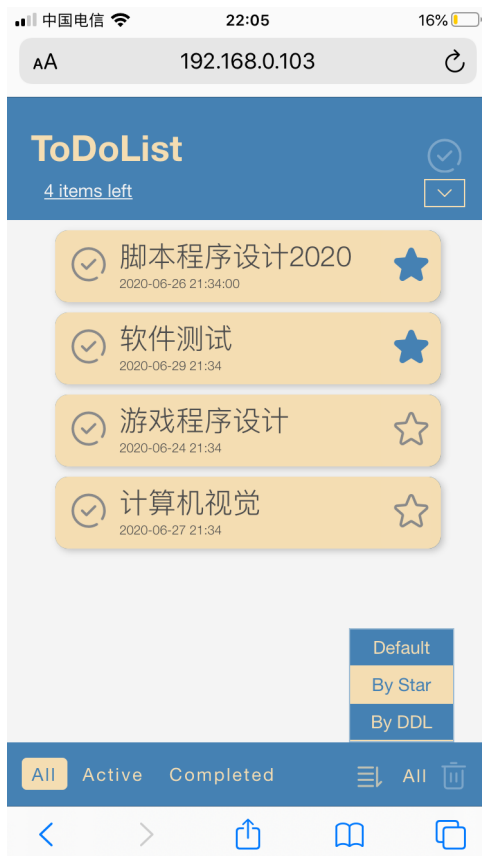 中国电信 22:05 16%
AA 192.168.0.103
ToDoList
4 items left
脚本程序设计2020
2020-06-26 21:34:00
软件测试
2020-06-29 21:34
游戏程序设计
2020-06-24 21:34
计算机视觉
2020-06-27 21:34
Default
By Star
By DDL
All Active Completed All